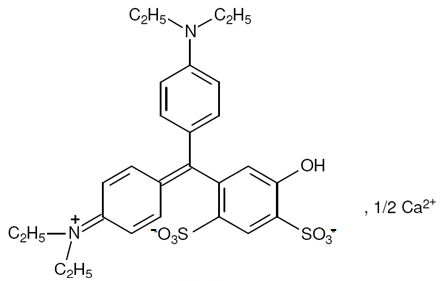 C2H5 C2H5
N
OH
+
C2H5 N -O3S SO3- , 1/2 Ca2+
C2H5